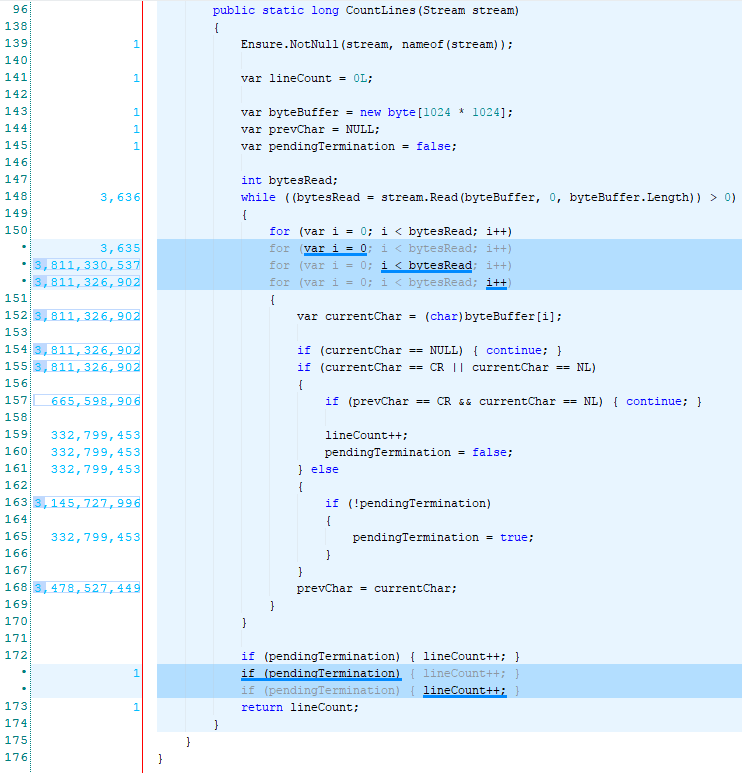 96 public static long CountLines(Stream stream)
138 {
139 1 Ensure.NotNull(stream, nameof(stream));
140
141 1 var lineCount = 0L;
142
143 1 var byteBuffer = new byte[1024 * 1024];
144 1 var prevChar = NULL;
145 1 var pendingTermination = false;
146
147 int bytesRead;
148 3,636 while ((bytesRead = stream.Read(byteBuffer, 0, byteBuffer.Length)) > 0)
149 {
150 for (var i = 0; i < bytesRead; i++)
• 3,635 for (var i = 0; i < bytesRead; i++)
• 3,811,330,537 for (var i = 0; i < bytesRead; i++)
• 3,811,326,902 for (var i = 0; i < bytesRead; i++)
151 {
152 3,811,326,902 var currentChar = (char)byteBuffer[i];
153
154 3,811,326,902 if (currentChar == NULL) { continue; }
155 3,811,326,902 if (currentChar == CR || currentChar == NL)
156 {
157 665,598,906 if (prevChar == CR && currentChar == NL) { continue; }
158
159 332,799,453 lineCount++;
160 332,799,453 pendingTermination = false;
161 332,799,453 } else
162 {
163 3,145,727,996 if (!pendingTermination)
164 {
165 332,799,453 pendingTermination = true;
166 }
167 }
168 3,478,527,449 prevChar = currentChar;
169 }
170 }
171
172 if (pendingTermination) { lineCount++; }
• 1 if (pendingTermination) { lineCount++; }
• if (pendingTermination) { lineCount++; }
173 1 return lineCount;
174 }
175 }
176 }